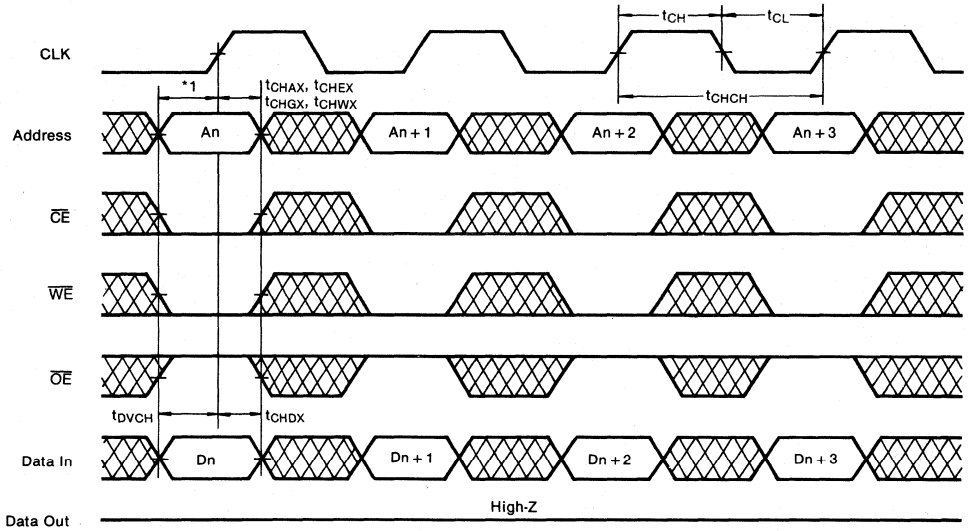 tCH tCL
CLK
*1 tCHAX, tCHEX
tCHGX, tCHWX
tCHCH
Address An An + 1 An + 2 An + 3
CE
WE
OE
tDVCH tCHDX
Data In Dn Dn + 1 Dn + 2 Dn + 3
High-Z
Data Out